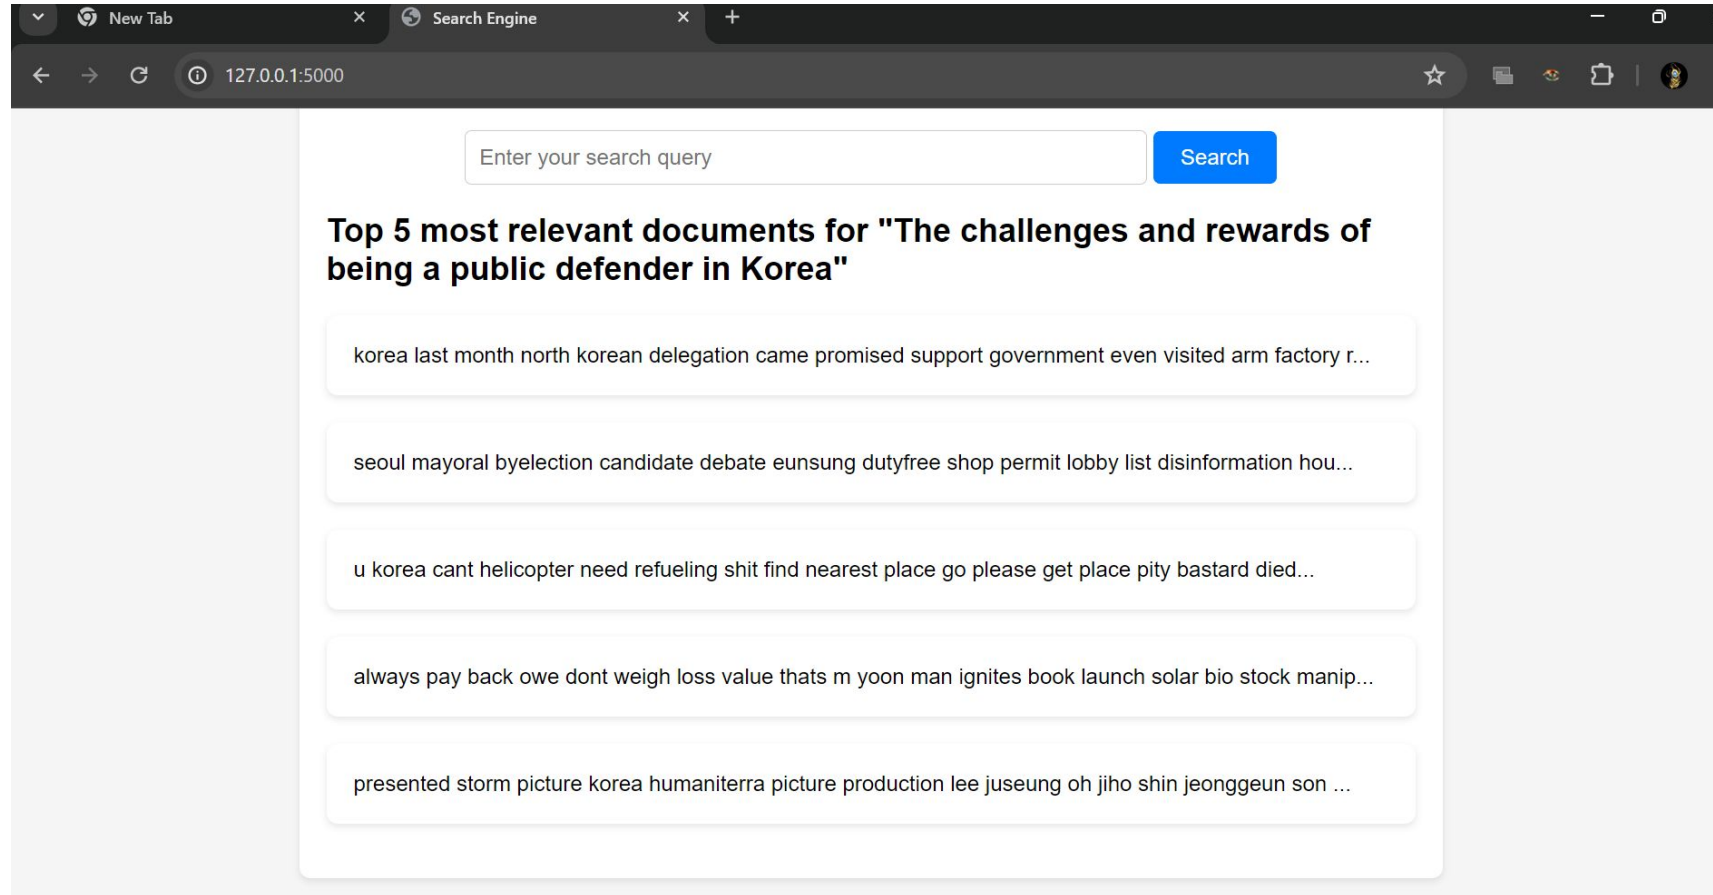 New Tab
Search Engine
127.0.0.1:5000
Enter your search query
Search
Top 5 most relevant documents for "The challenges and rewards of
being a public defender in Korea"
korea last month north korean delegation came promised support government even visited arm factory r...
seoul mayoral byelection candidate debate eunsung dutyfree shop permit lobby list disinformation hou...
u korea cant helicopter need refueling shit find nearest place go please get place pity bastard died...
always pay back owe dont weigh loss value thats m yoon man ignites book launch solar bio stock manip...
presented storm picture korea humaniterra picture production lee juseung oh jiho shin jeonggeun son ...